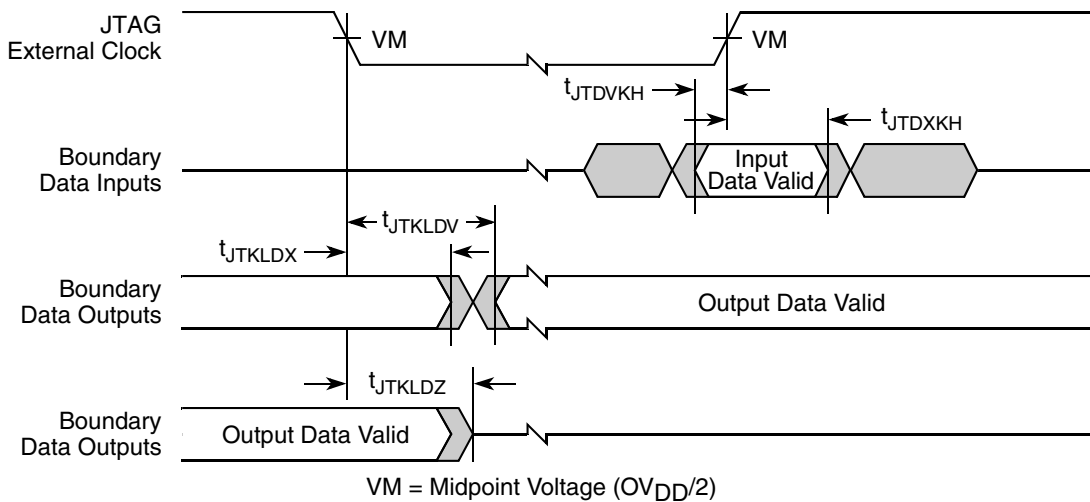 JTAG
External Clock
VM
VM
tJTDVKH
tJTDXKH
Boundary
Data Inputs
Input
Data Valid
tJTKLDV
tJTKLDX
Boundary
Data Outputs
Output Data Valid
tJTKLDZ
Boundary
Data Outputs
Output Data Valid
VM = Midpoint Voltage (OVDD/2)